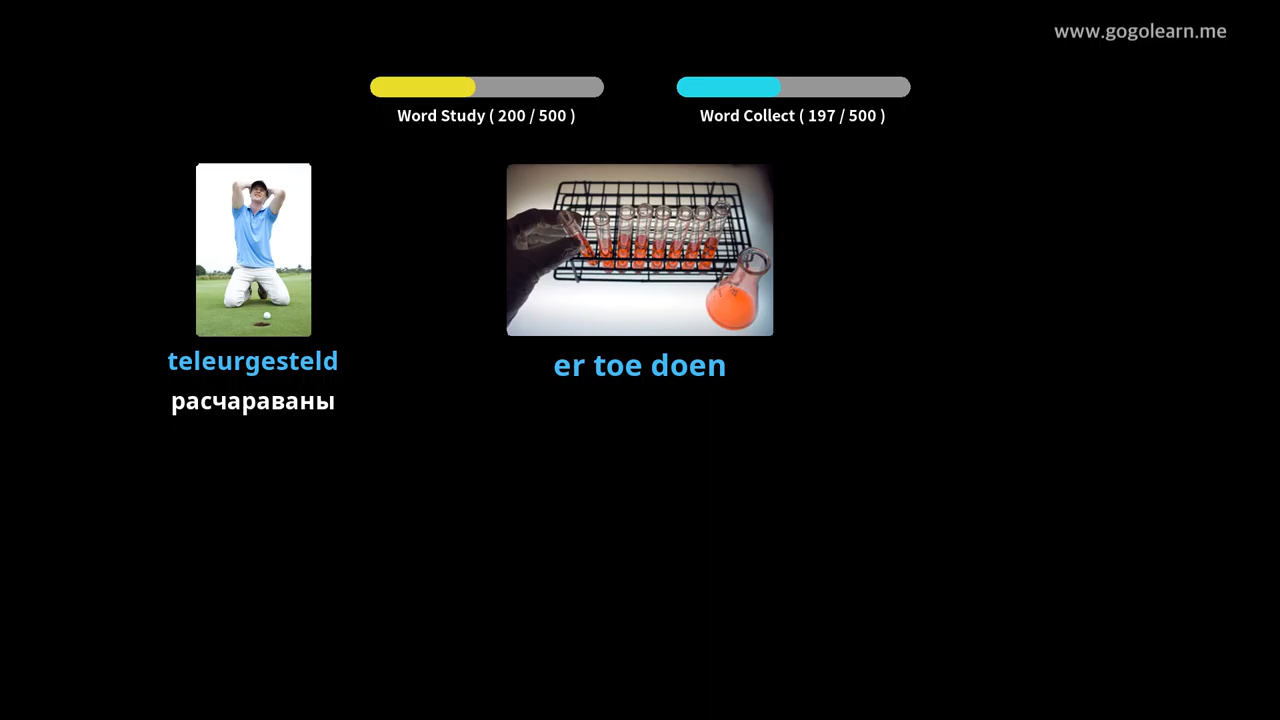 www.gogolearn.me
Word Study ( 200 / 500 )
Word Collect ( 197 / 500 )
teleurgesteld
расчараваны
er toe doen